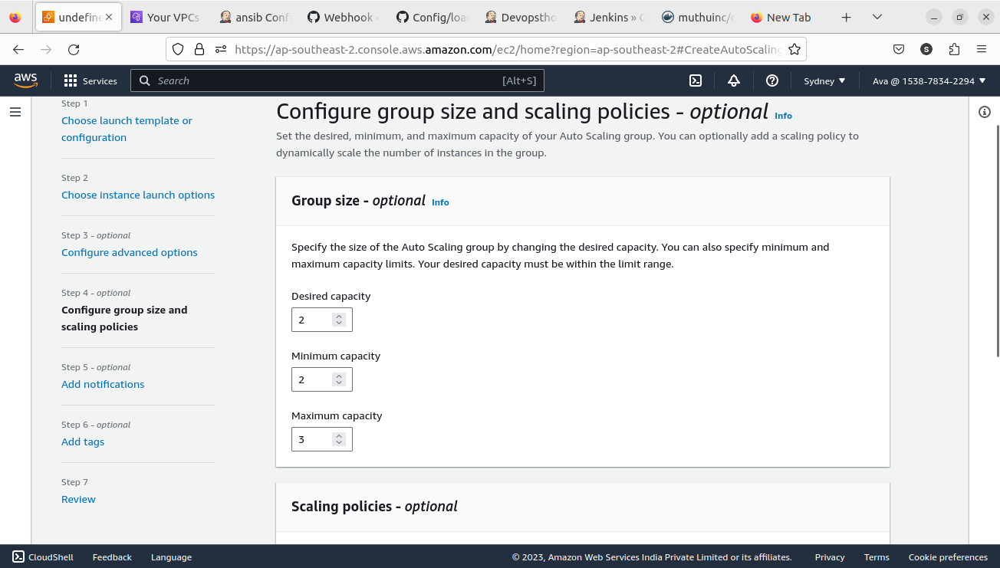 undefine
Your VPCs
ansib Conf
Webhook
Config/loa
Devopstho
Jenkins » C
muthuinc/
New Tab
https://ap-southeast-2.console.aws.amazon.com/ec2/home?region=ap-southeast-2#CreateAutoScaling
S
aws
Services
Search
[Alt+S]
Sydney
Ava @ 1538-7834-2294
Step 1
Choose launch template or
configuration
Step 2
Choose instance launch options
Step 3 - optional
Configure advanced options
Step 4 - optional
Configure group size and
scaling policies
Step 5 - optional
Add notifications
Step 6 - optional
Add tags
Step 7
Review
Configure group size and scaling policies - optional Info
Set the desired, minimum, and maximum capacity of your Auto Scaling group. You can optionally add a scaling policy to
dynamically scale the number of instances in the group.
Group size - optional Info
Specify the size of the Auto Scaling group by changing the desired capacity. You can also specify minimum and
maximum capacity limits. Your desired capacity must be within the limit range.
Desired capacity
2
Minimum capacity
2
Maximum capacity
3
Scaling policies - optional
CloudShell
Feedback
Language
© 2023, Amazon Web Services India Private Limited or its affiliates.
Privacy
Terms
Cookie preferences